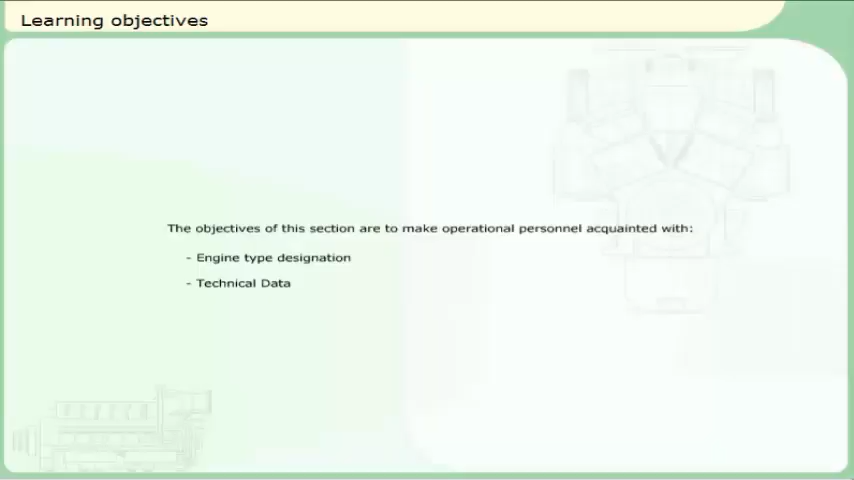 Learning objectives
The objectives of this section are to make operational personnel acquainted with:
- Engine type designation
- Technical Data